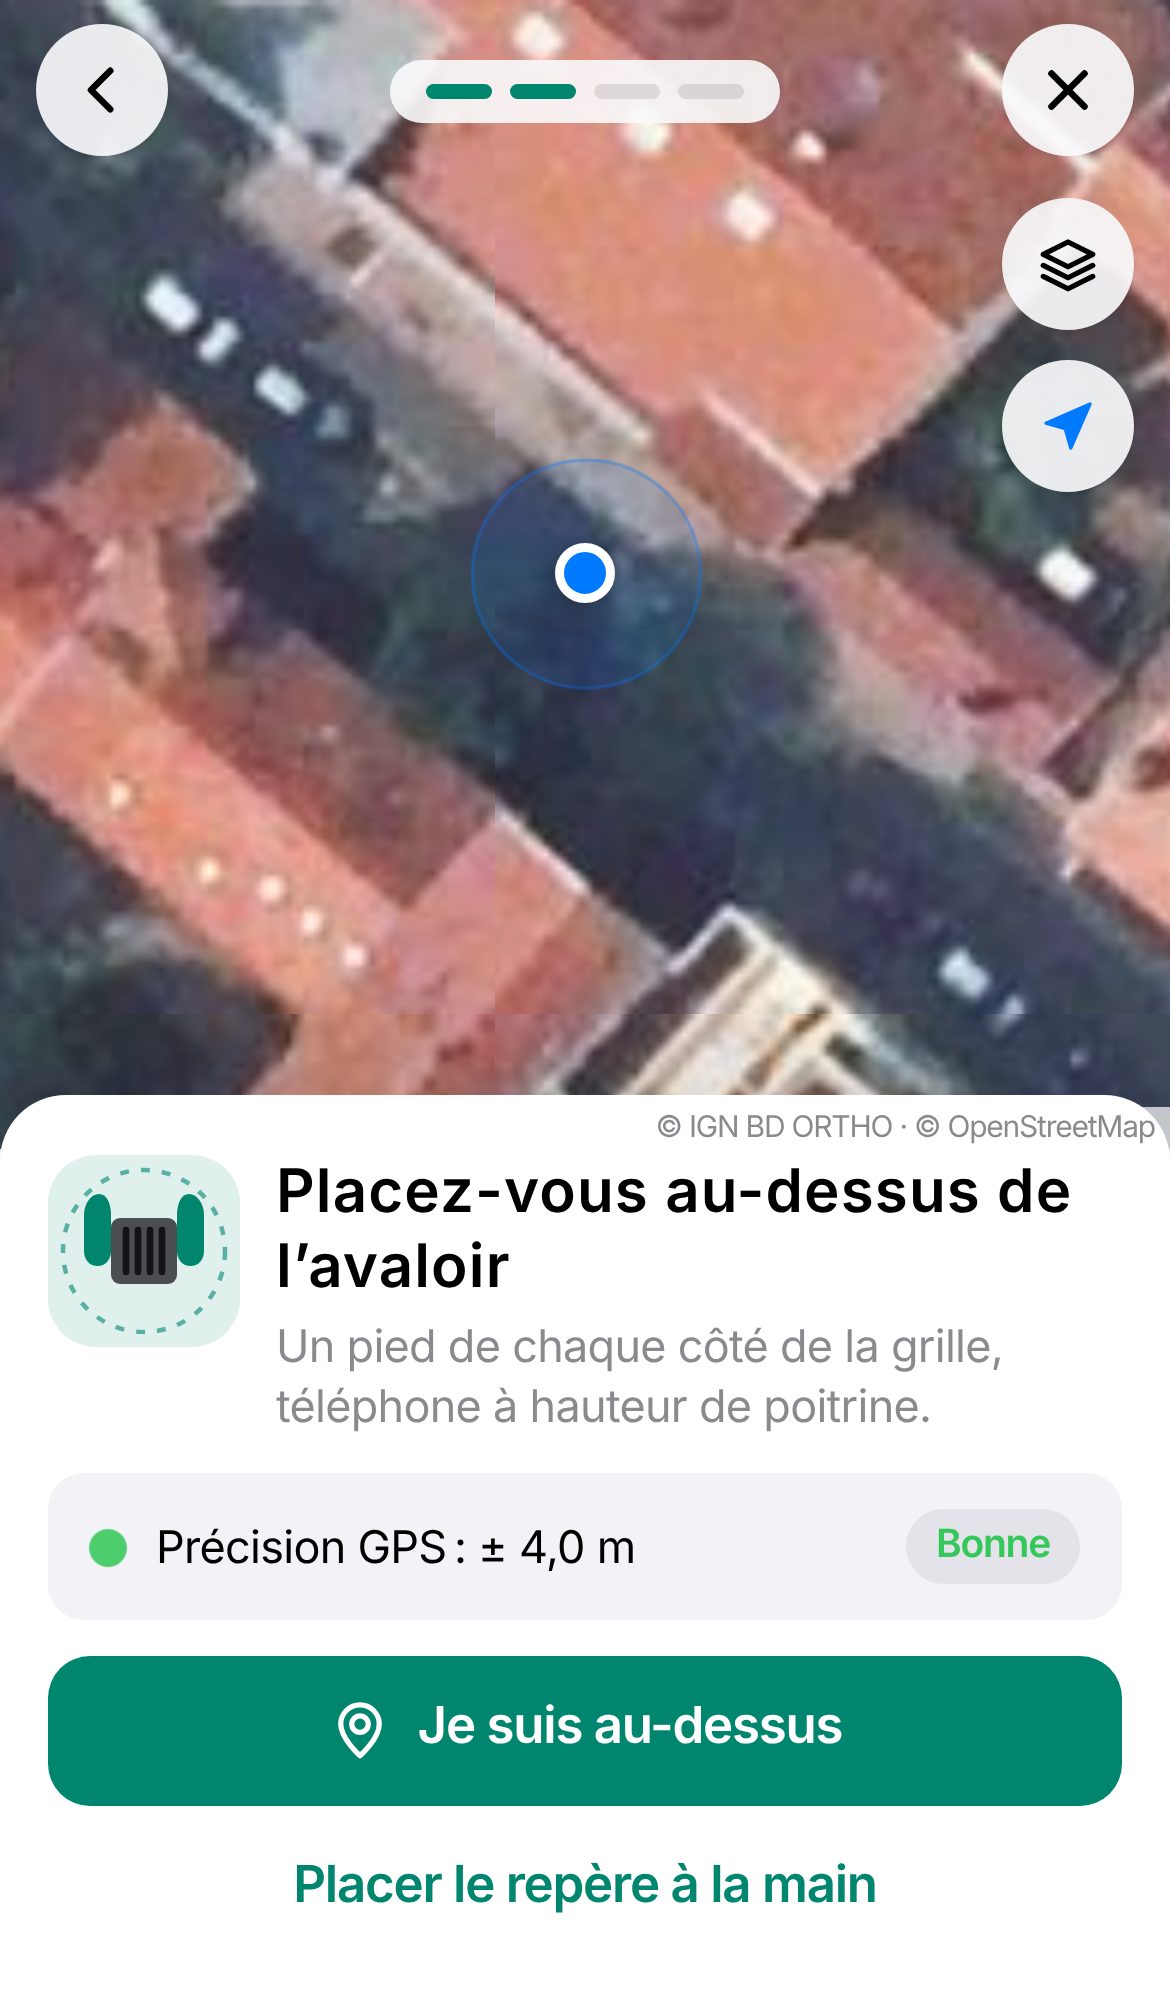 © IGN BD ORTHO · © OpenStreetMap
Placez-vous au-dessus de
l’avaloir
Un pied de chaque côté de la grille,
téléphone à hauteur de poitrine.
Précision GPS : ± 4,0 m
Bonne
Je suis au-dessus
Placer le repère à la main